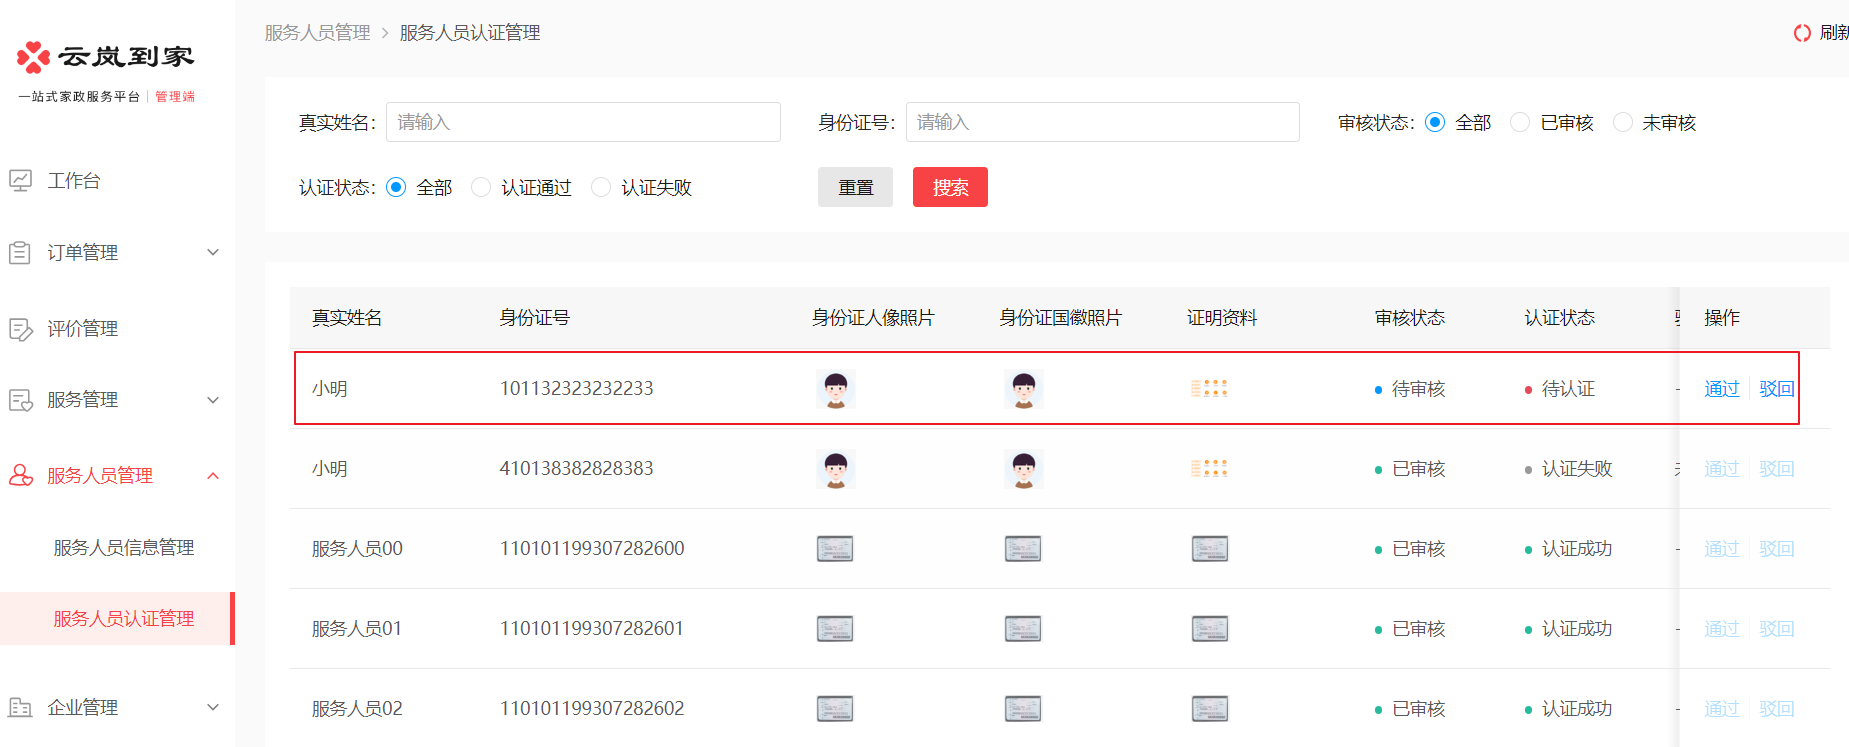 云岚到家
一站式家政服务平台 | 管理端
工作台
订单管理
评价管理
服务管理
服务人员管理
服务人员信息管理
服务人员认证管理
企业管理
服务人员管理 > 服务人员认证管理
刷新
真实姓名: 请输入 身份证号: 请输入 审核状态: 全部 已审核 未审核
认证状态: 全部 认证通过 认证失败 重置 搜索
真实姓名 身份证号 身份证人像照片 身份证国徽照片 证明资料 审核状态 认证状态 操作
小明 101132323232233 待审核 待认证 - 通过 驳回
小明 410138382828383 已审核 认证失败 通过 驳回
服务人员00 110101199307282600 已审核 认证成功 - 通过 驳回
服务人员01 110101199307282601 已审核 认证成功 - 通过 驳回
服务人员02 110101199307282602 已审核 认证成功 - 通过 驳回